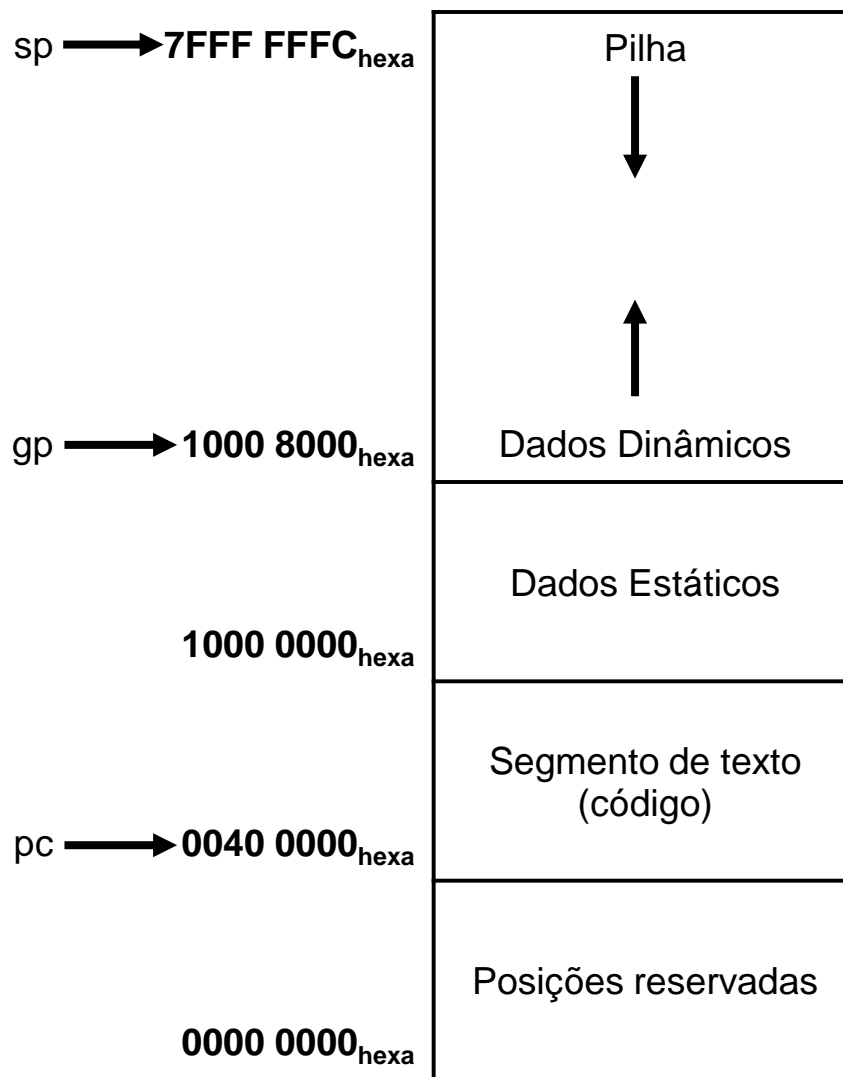 sp 7FFF FFFChexa Pilha
gp 1000 8000hexa Dados Dinâmicos
Dados Estáticos
1000 0000hexa
Segmento de texto
(código)
pc 0040 0000hexa
Posições reservadas
0000 0000hexa